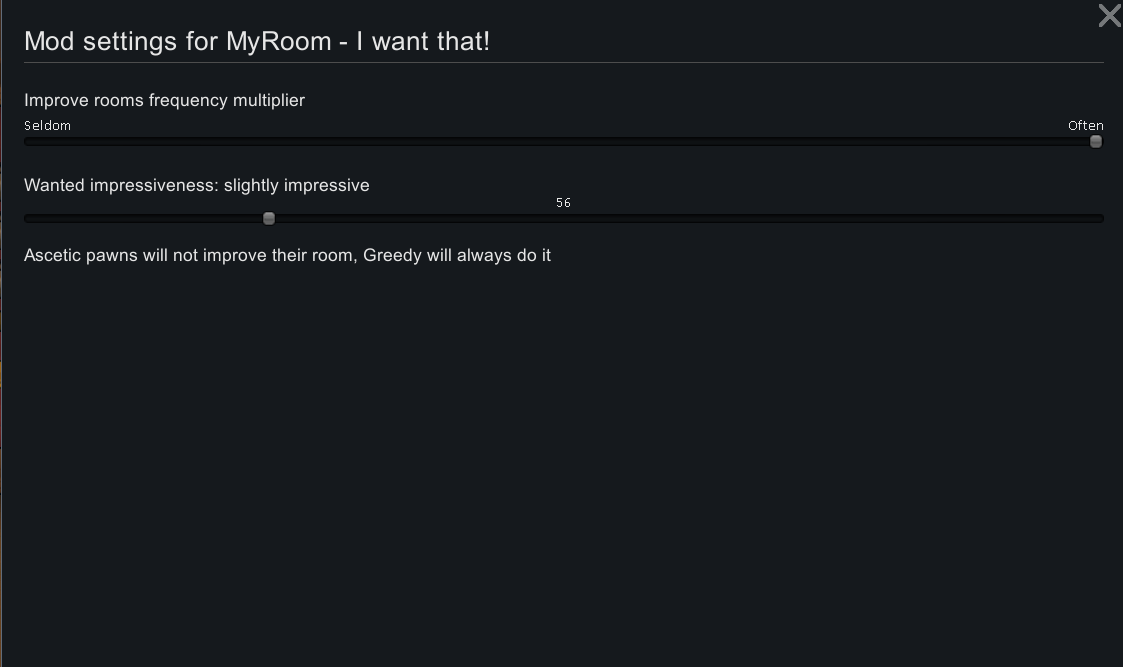 Mod settings for MyRoom - I want that!
Improve rooms frequency multiplier
Seldom Often
Wanted impressiveness: slightly impressive
56
Ascetic pawns will not improve their room, Greedy will always do it